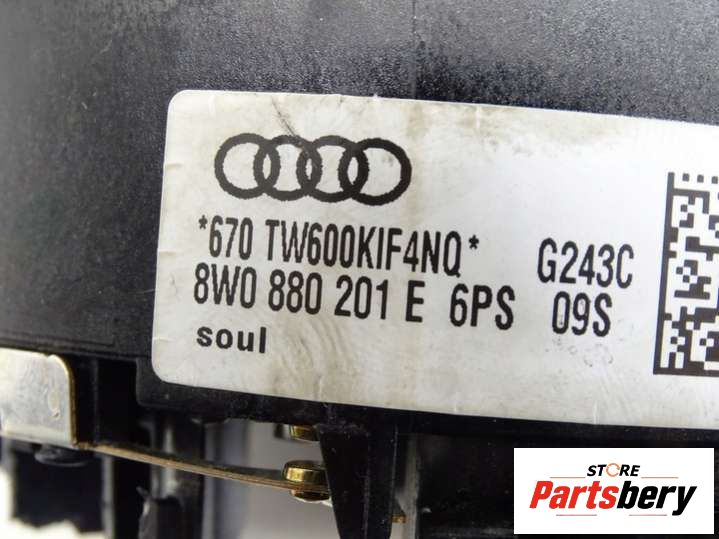 *670 TW600KIF4NQ* G243C
8W0 880 201 E 6PS 09S
soul
STORE
Partsbery